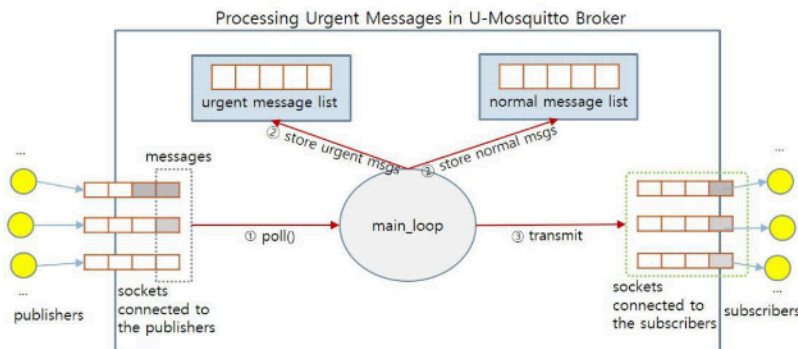 Processing Urgent Messages in U-Mosquitto Broker
urgent message list
normal message list
② store urgent msgs
② store normal msgs
...
messages
...
① poll()
main_loop
③ transmit
...
publishers
sockets
connected to
the publishers
sockets
connected to
the subscribers
...
subscribers